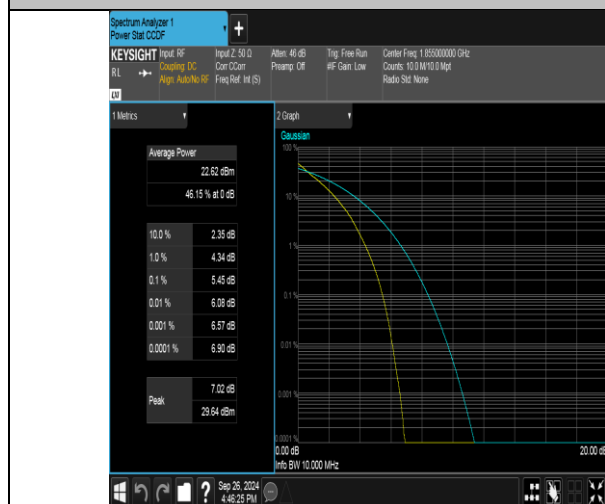 Spectrum Analyzer 1
Power Stat CCDF
+
KEYSIGHT Input: RF Input Z: 50 Ω Atten: 46 dB Trig: Free Run Center Freq: 1.855000000 GHz
RL Coupling: DC Corr CCorr Preamp: Off #IF Gain: Low Counts: 10.0 M/10.0 Mpt
Align: Auto/No RF Freq Ref: Int (S) Radio Std: None
LXI
1 Metrics
2 Graph
Gaussian
Average Power
22.62 dBm
46.15 % at 0 dB
10.0 % 2.35 dB
1.0 % 4.34 dB
0.1 % 5.45 dB
0.01 % 6.08 dB
0.001 % 6.57 dB
0.0001 % 6.90 dB
Peak 7.02 dB
29.64 dBm
100 %
10 %
1 %
0.1 %
0.01 %
0.001 %
0.0001 %
0.00 dB 20.00 dB
Info BW 10.000 MHz
? Sep 26, 2024
4:46:25 PM